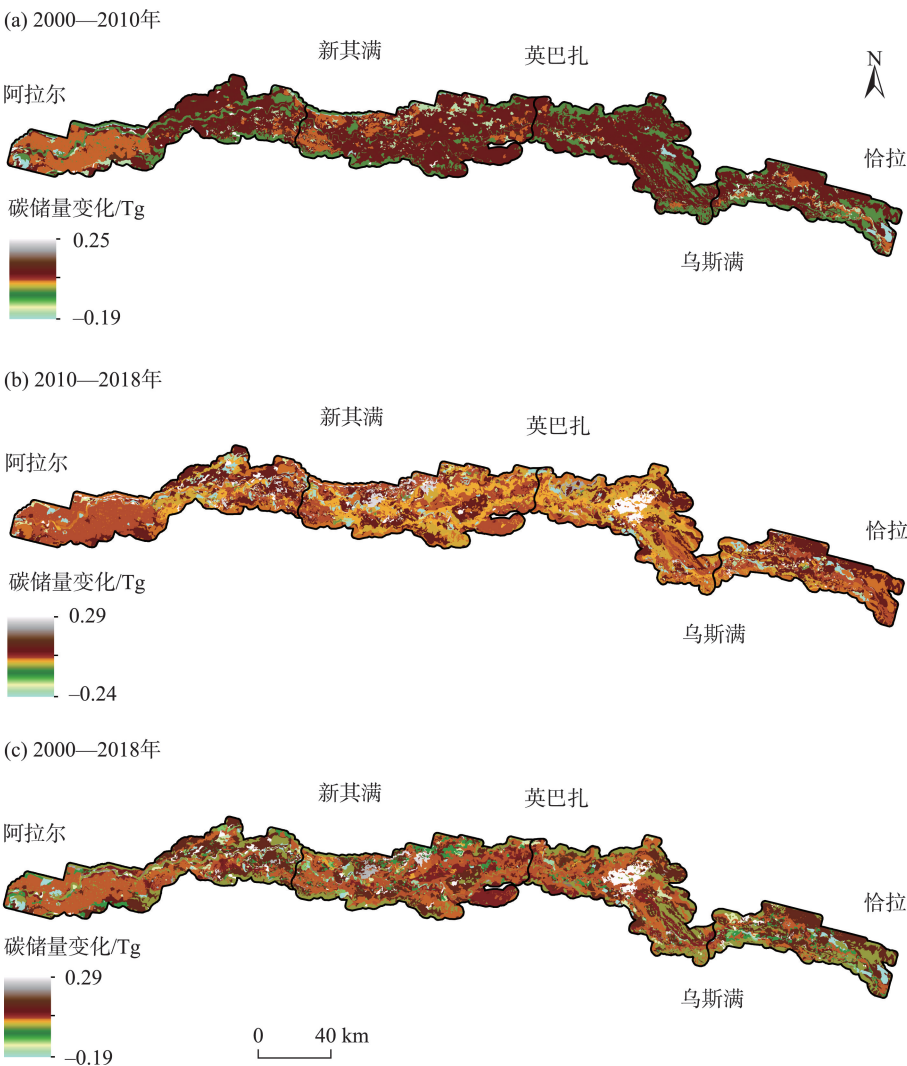 (a) 2000—2010年
新其满
英巴扎
N
阿拉尔
恰拉
碳储量变化/Tg
0.25
乌斯满
–0.19
(b) 2010—2018年
新其满
英巴扎
阿拉尔
恰拉
碳储量变化/Tg
0.29
乌斯满
–0.24
(c) 2000—2018年
新其满
英巴扎
阿拉尔
恰拉
碳储量变化/Tg
0.29
乌斯满
0 40 km
–0.19